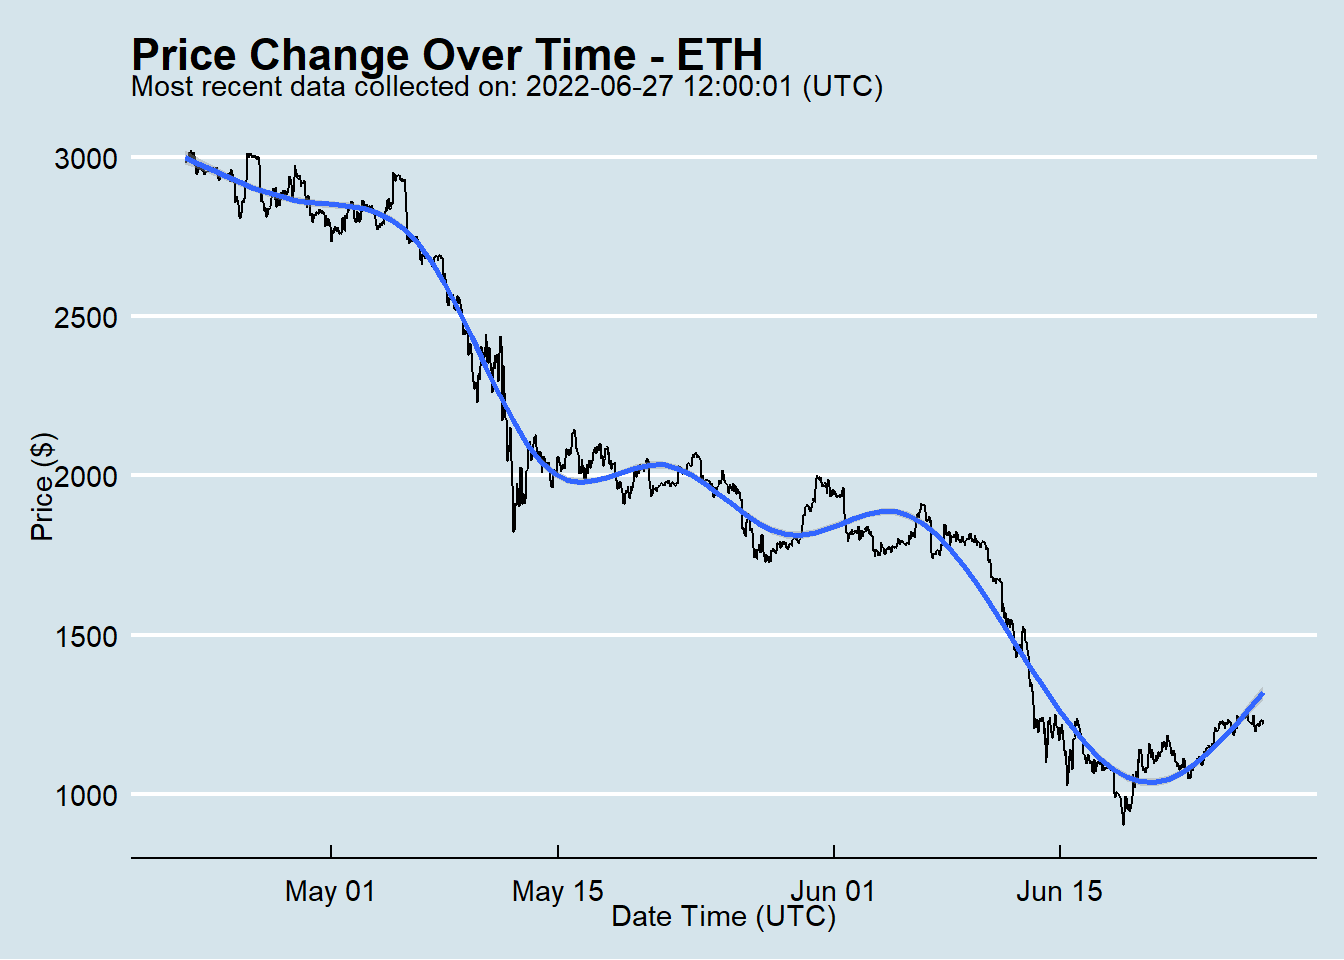 Price Change Over Time - ETH
Most recent data collected on: 2022-06-27 12:00:01 (UTC)
3000
2500
2000
1500
1000
Price ($)
May 01
May 15
Jun 01
Jun 15
Date Time (UTC)